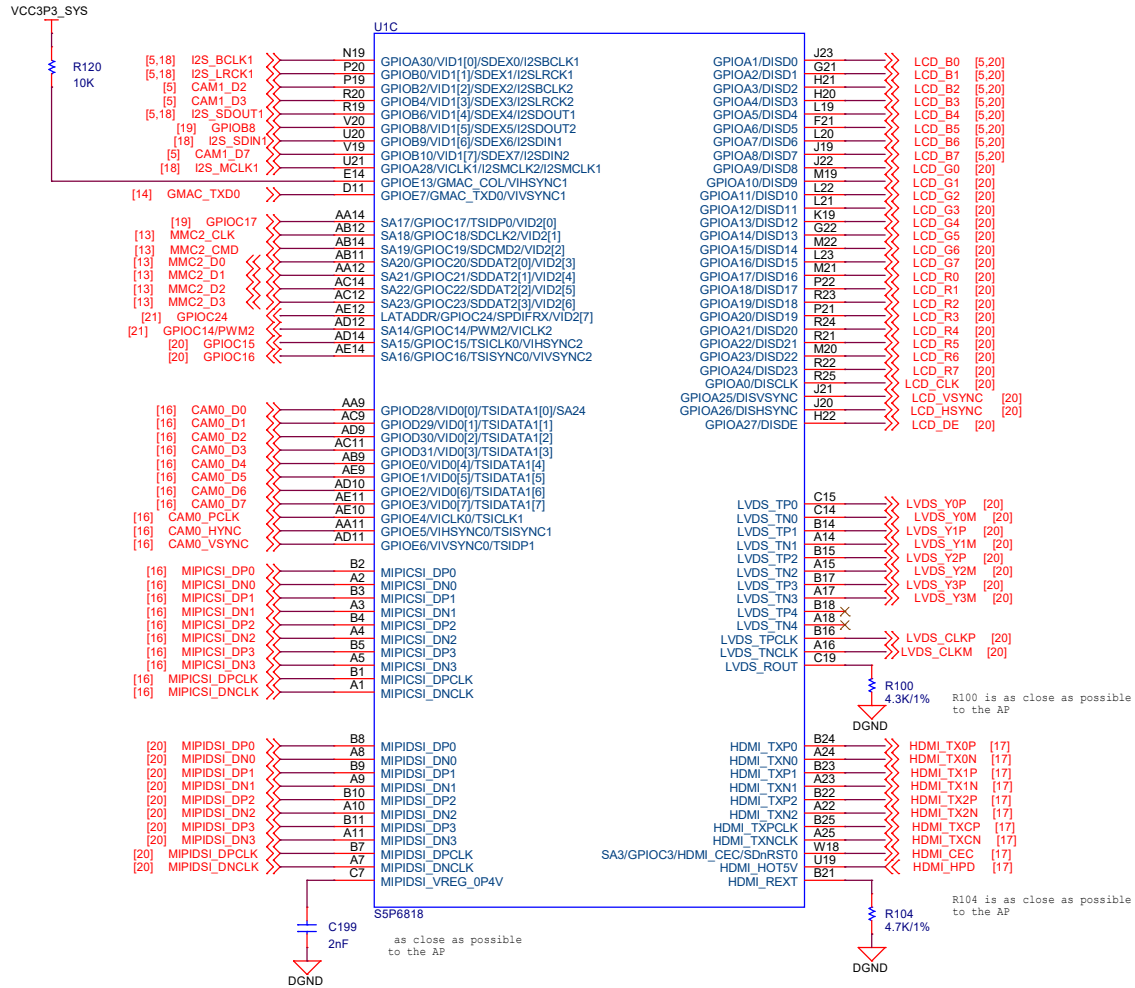 VCC3P3_SYS
R120
10K
U1C
[5,18] I2S_BCLK1 N19 GPIOA30/VID1[0]/SDEX0/I2SBCLK1
[5,18] I2S_LRCK1 P20 GPIOB0/VID1[1]/SDEX1/I2SLRCK1
[5] CAM1_D2 P19 GPIOB2/VID1[2]/SDEX2/I2SBCLK2
[5] CAM1_D3 R20 GPIOB4/VID1[3]/SDEX3/I2SLRCK2
[5,18] I2S_SDOUT1 R19 GPIOB6/VID1[4]/SDEX4/I2SDOUT1
[19] GPIOB8 V20 GPIOB8/VID1[5]/SDEX5/I2SDOUT2
[18] I2S_SDIN1 U20 GPIOB9/VID1[6]/SDEX6/I2SDIN1
[5] CAM1_D7 V19 GPIOB10/VID1[7]/SDEX7/I2SDIN2
[18] I2S_MCLK1 U21 GPIOA28/VICLK1/I2SMCLK2/I2SMCLK1
E14 GPIOE13/GMAC_COL/VIHSYNC1
[14] GMAC_TXD0 D11 GPIOE7/GMAC_TXD0/VIVSYNC1
[19] GPIOC17 AA14 SA17/GPIOC17/TSIDP0/VID2[0]
[13] MMC2_CLK AB12 SA18/GPIOC18/SDCLK2/VID2[1]
[13] MMC2_CMD AB14 SA19/GPIOC19/SDCMD2/VID2[2]
[13] MMC2_D0 AB11 SA20/GPIOC20/SDDAT2[0]/VID2[3]
[13] MMC2_D1 AA12 SA21/GPIOC21/SDDAT2[1]/VID2[4]
[13] MMC2_D2 AC14 SA22/GPIOC22/SDDAT2[2]/VID2[5]
[13] MMC2_D3 AC12 SA23/GPIOC23/SDDAT2[3]/VID2[6]
[21] GPIOC24 AE12 LATADDR/GPIOC24/SPDIFRX/VID2[7]
[21] GPIOC14/PWM2 AD12 SA14/GPIOC14/PWM2/VICLK2
[20] GPIOC15 AD14 SA15/GPIOC15/TSICLK0/VIHSYNC2
[20] GPIOC16 AE14 SA16/GPIOC16/TSISYNC0/VIVSYNC2
[16] CAM0_D0 AA9 GPIOD28/VID0[0]/TSIDATA1[0]/SA24
[16] CAM0_D1 AC9 GPIOD29/VID0[1]/TSIDATA1[1]
[16] CAM0_D2 AD9 GPIOD30/VID0[2]/TSIDATA1[2]
[16] CAM0_D3 AC11 GPIOD31/VID0[3]/TSIDATA1[3]
[16] CAM0_D4 AB9 GPIOE0/VID0[4]/TSIDATA1[4]
[16] CAM0_D5 AE9 GPIOE1/VID0[5]/TSIDATA1[5]
[16] CAM0_D6 AD10 GPIOE2/VID0[6]/TSIDATA1[6]
[16] CAM0_D7 AE11 GPIOE3/VID0[7]/TSIDATA1[7]
[16] CAM0_PCLK AE10 GPIOE4/VICLK0/TSICLK1
[16] CAM0_HYNC AA11 GPIOE5/VIHSYNC0/TSISYNC1
[16] CAM0_VSYNC AD11 GPIOE6/VIVSYNC0/TSIDP1
[16] MIPICSI_DP0 B2 MIPICSI_DP0
[16] MIPICSI_DN0 A2 MIPICSI_DN0
[16] MIPICSI_DP1 B3 MIPICSI_DP1
[16] MIPICSI_DN1 A3 MIPICSI_DN1
[16] MIPICSI_DP2 B4 MIPICSI_DP2
[16] MIPICSI_DN2 A4 MIPICSI_DN2
[16] MIPICSI_DP3 B5 MIPICSI_DP3
[16] MIPICSI_DN3 A5 MIPICSI_DN3
[16] MIPICSI_DPCLK B1 MIPICSI_DPCLK
[16] MIPICSI_DNCLK A1 MIPICSI_DNCLK
[20] MIPIDSI_DP0 B8 MIPIDSI_DP0
[20] MIPIDSI_DN0 A8 MIPIDSI_DN0
[20] MIPIDSI_DP1 B9 MIPIDSI_DP1
[20] MIPIDSI_DN1 A9 MIPIDSI_DN1
[20] MIPIDSI_DP2 B10 MIPIDSI_DP2
[20] MIPIDSI_DN2 A10 MIPIDSI_DN2
[20] MIPIDSI_DP3 B11 MIPIDSI_DP3
[20] MIPIDSI_DN3 A11 MIPIDSI_DN3
[20] MIPIDSI_DPCLK B7 MIPIDSI_DPCLK
[20] MIPIDSI_DNCLK A7 MIPIDSI_DNCLK
C7 MIPIDSI_VREG_0P4V
GPIOA1/DISD0 J23 LCD_B0 [5,20]
GPIOA2/DISD1 G21 LCD_B1 [5,20]
GPIOA3/DISD2 H21 LCD_B2 [5,20]
GPIOA4/DISD3 H20 LCD_B3 [5,20]
GPIOA5/DISD4 L19 LCD_B4 [5,20]
GPIOA6/DISD5 F21 LCD_B5 [5,20]
GPIOA7/DISD6 L20 LCD_B6 [5,20]
GPIOA8/DISD7 J19 LCD_B7 [5,20]
GPIOA9/DISD8 J22 LCD_G0 [20]
GPIOA10/DISD9 M19 LCD_G1 [20]
GPIOA11/DISD10 L22 LCD_G2 [20]
GPIOA12/DISD11 L21 LCD_G3 [20]
GPIOA13/DISD12 K19 LCD_G4 [20]
GPIOA14/DISD13 G22 LCD_G5 [20]
GPIOA15/DISD14 M22 LCD_G6 [20]
GPIOA16/DISD15 L23 LCD_G7 [20]
GPIOA17/DISD16 M21 LCD_R0 [20]
GPIOA18/DISD17 P22 LCD_R1 [20]
GPIOA19/DISD18 R23 LCD_R2 [20]
GPIOA20/DISD19 P21 LCD_R3 [20]
GPIOA21/DISD20 R24 LCD_R4 [20]
GPIOA22/DISD21 R21 LCD_R5 [20]
GPIOA23/DISD22 M20 LCD_R6 [20]
GPIOA24/DISD23 R22 LCD_R7 [20]
GPIOA0/DISCLK R25 LCD_CLK [20]
GPIOA25/DISVSYNC J21 LCD_VSYNC [20]
GPIOA26/DISHSYNC J20 LCD_HSYNC [20]
GPIOA27/DISDE H22 LCD_DE [20]
LVDS_TP0 C15 LVDS_Y0P [20]
LVDS_TN0 C14 LVDS_Y0M [20]
LVDS_TP1 B14 LVDS_Y1P [20]
LVDS_TN1 A14 LVDS_Y1M [20]
LVDS_TP2 B15 LVDS_Y2P [20]
LVDS_TN2 A15 LVDS_Y2M [20]
LVDS_TP3 B17 LVDS_Y3P [20]
LVDS_TN3 A17 LVDS_Y3M [20]
LVDS_TP4 B18
LVDS_TN4 A18
LVDS_TPCLK B16 LVDS_CLKP [20]
LVDS_TNCLK A16 LVDS_CLKM [20]
LVDS_ROUT C19
R100
4.3K/1%
DGND
R100 is as close as possible
to the AP
HDMI_TXP0 B24 HDMI_TX0P [17]
HDMI_TXN0 A24 HDMI_TX0N [17]
HDMI_TXP1 B23 HDMI_TX1P [17]
HDMI_TXN1 A23 HDMI_TX1N [17]
HDMI_TXP2 B22 HDMI_TX2P [17]
HDMI_TXN2 A22 HDMI_TX2N [17]
HDMI_TXPCLK B25 HDMI_TXCP [17]
HDMI_TXNCLK A25 HDMI_TXCN [17]
SA3/GPIOC3/HDMI_CEC/SDnRST0 W18 HDMI_CEC [17]
HDMI_HOT5V U19 HDMI_HPD [17]
HDMI_REXT B21
R104 is as close as possible
to the AP
R104
4.7K/1%
DGND
S5P6818
C199
2nF
as close as possible
to the AP
DGND